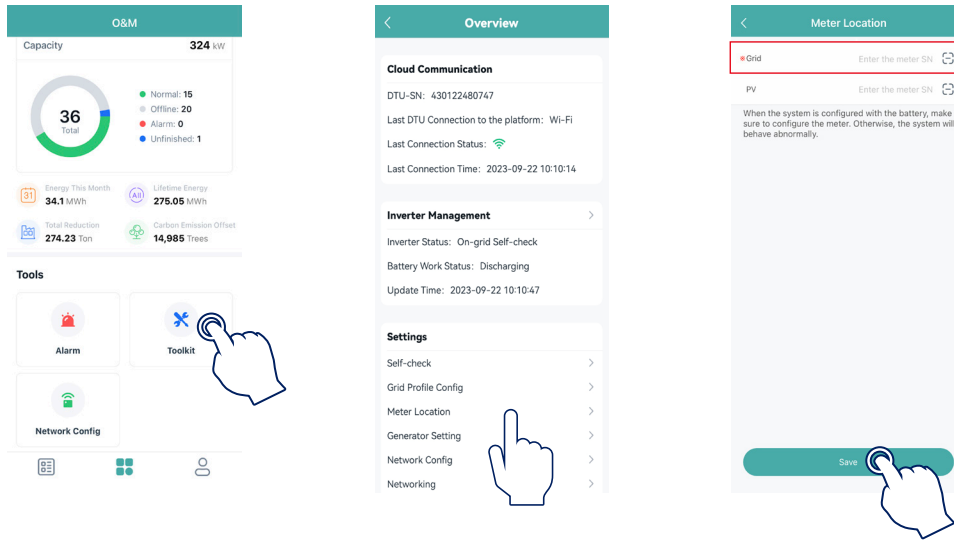 O&M
Capacity 324 kW
36
Total
Normal: 15
Offline: 20
Alarm: 0
Unfinished: 1
31
Energy This Month
34.1 MWh
All
Lifetime Energy
275.05 MWh
Total Reduction
274.23 Ton
Carbon Emission Offset
14,985 Trees
Tools
Alarm
Toolkit
Network Config
Overview
Cloud Communication
DTU-SN: 430122480747
Last DTU Connection to the platform: Wi-Fi
Last Connection Status:
Last Connection Time: 2023-09-22 10:10:14
Inverter Management
Inverter Status: On-grid Self-check
Battery Work Status: Discharging
Update Time: 2023-09-22 10:10:47
Settings
Self-check
Grid Profile Config
Meter Location
Generator Setting
Network Config
Networking
Meter Location
※Grid Enter the meter SN
PV Enter the meter SN
When the system is configured with the battery, make
sure to configure the meter. Otherwise, the system will
behave abnormally.
Save